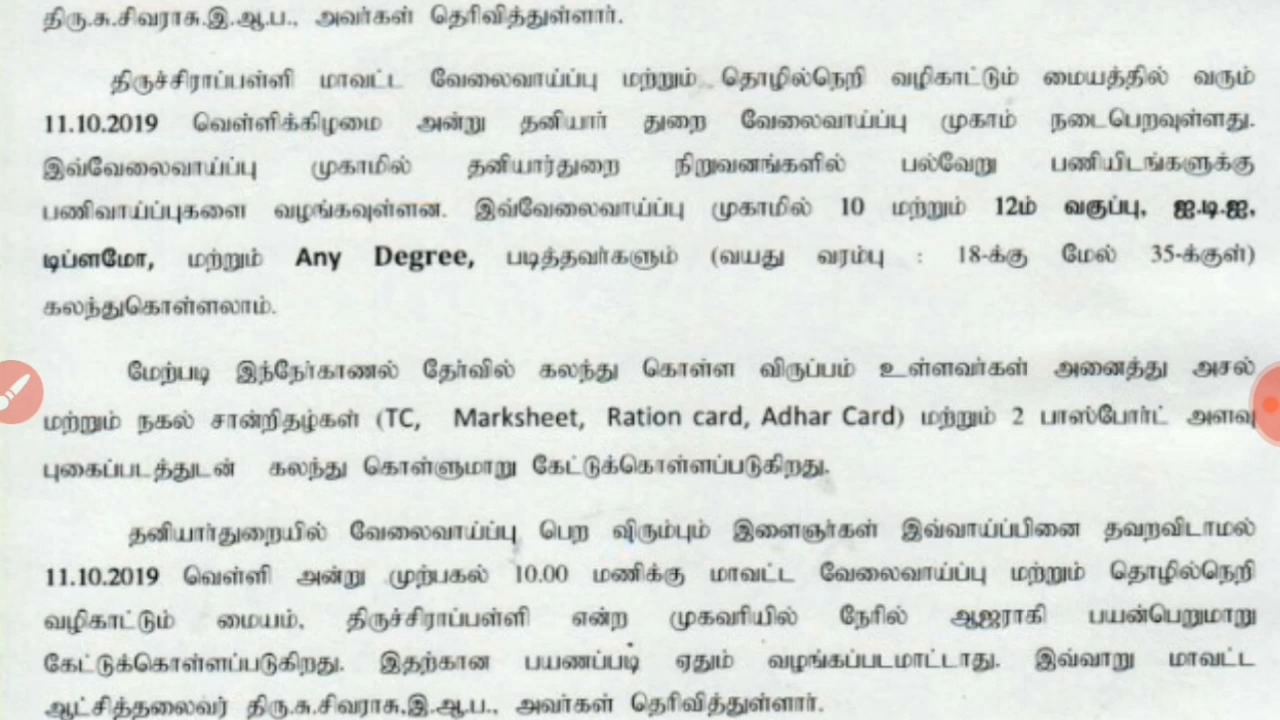 திரு.சு.சிவராசு.இ.ஆ.ப., அவர்கள் தெரிவித்துள்ளார்.
திருச்சிராப்பள்ளி மாவட்ட வேலைவாய்ப்பு மற்றும் தொழில்நெறி வழிகாட்டும் மையத்தில் வரும்
11.10.2019 வெள்ளிக்கிழமை அன்று தனியார் துறை வேலைவாய்ப்பு முகாம் நடைபெறவுள்ளது.
இவ்வேலைவாய்ப்பு முகாமில் தனியார்துறை நிறுவனங்களில் பல்வேறு பணியிடங்களுக்கு
பணிவாய்ப்புகளை வழங்கவுள்ளன. இவ்வேலைவாய்ப்பு முகாமில் 10 மற்றும் 12ம் வகுப்பு, ஐ.டி.ஐ,
டிப்ளமோ, மற்றும் Any Degree, படித்தவர்களும் (வயது வரம்பு : 18-க்கு மேல் 35-க்குள்)
கலந்துகொள்ளலாம்.
மேற்படி இந்நேர்காணல் தேர்வில் கலந்து கொள்ள விருப்பம் உள்ளவர்கள் அனைத்து அசல்
மற்றும் நகல் சான்றிதழ்கள் (TC, Marksheet, Ration card, Adhar Card) மற்றும் 2 பாஸ்போர்ட் அளவு
புகைப்படத்துடன் கலந்து கொள்ளுமாறு கேட்டுக்கொள்ளப்படுகிறது.
தனியார்துறையில் வேலைவாய்ப்பு பெற விரும்பும் இளைஞர்கள் இவ்வாய்ப்பினை தவறவிடாமல்
11.10.2019 வெள்ளி அன்று முற்பகல் 10.00 மணிக்கு மாவட்ட வேலைவாய்ப்பு மற்றும் தொழில்நெறி
வழிகாட்டும் மையம், திருச்சிராப்பள்ளி என்ற முகவரியில் நேரில் ஆஜராகி பயன்பெறுமாறு
கேட்டுக்கொள்ளப்படுகிறது. இதற்கான பயணப்படி ஏதும் வழங்கப்படமாட்டாது. இவ்வாறு மாவட்ட
ஆட்சித்தலைவர் திரு.சு.சிவராசு,இ.ஆ.ப., அவர்கள் தெரிவித்துள்ளார்.